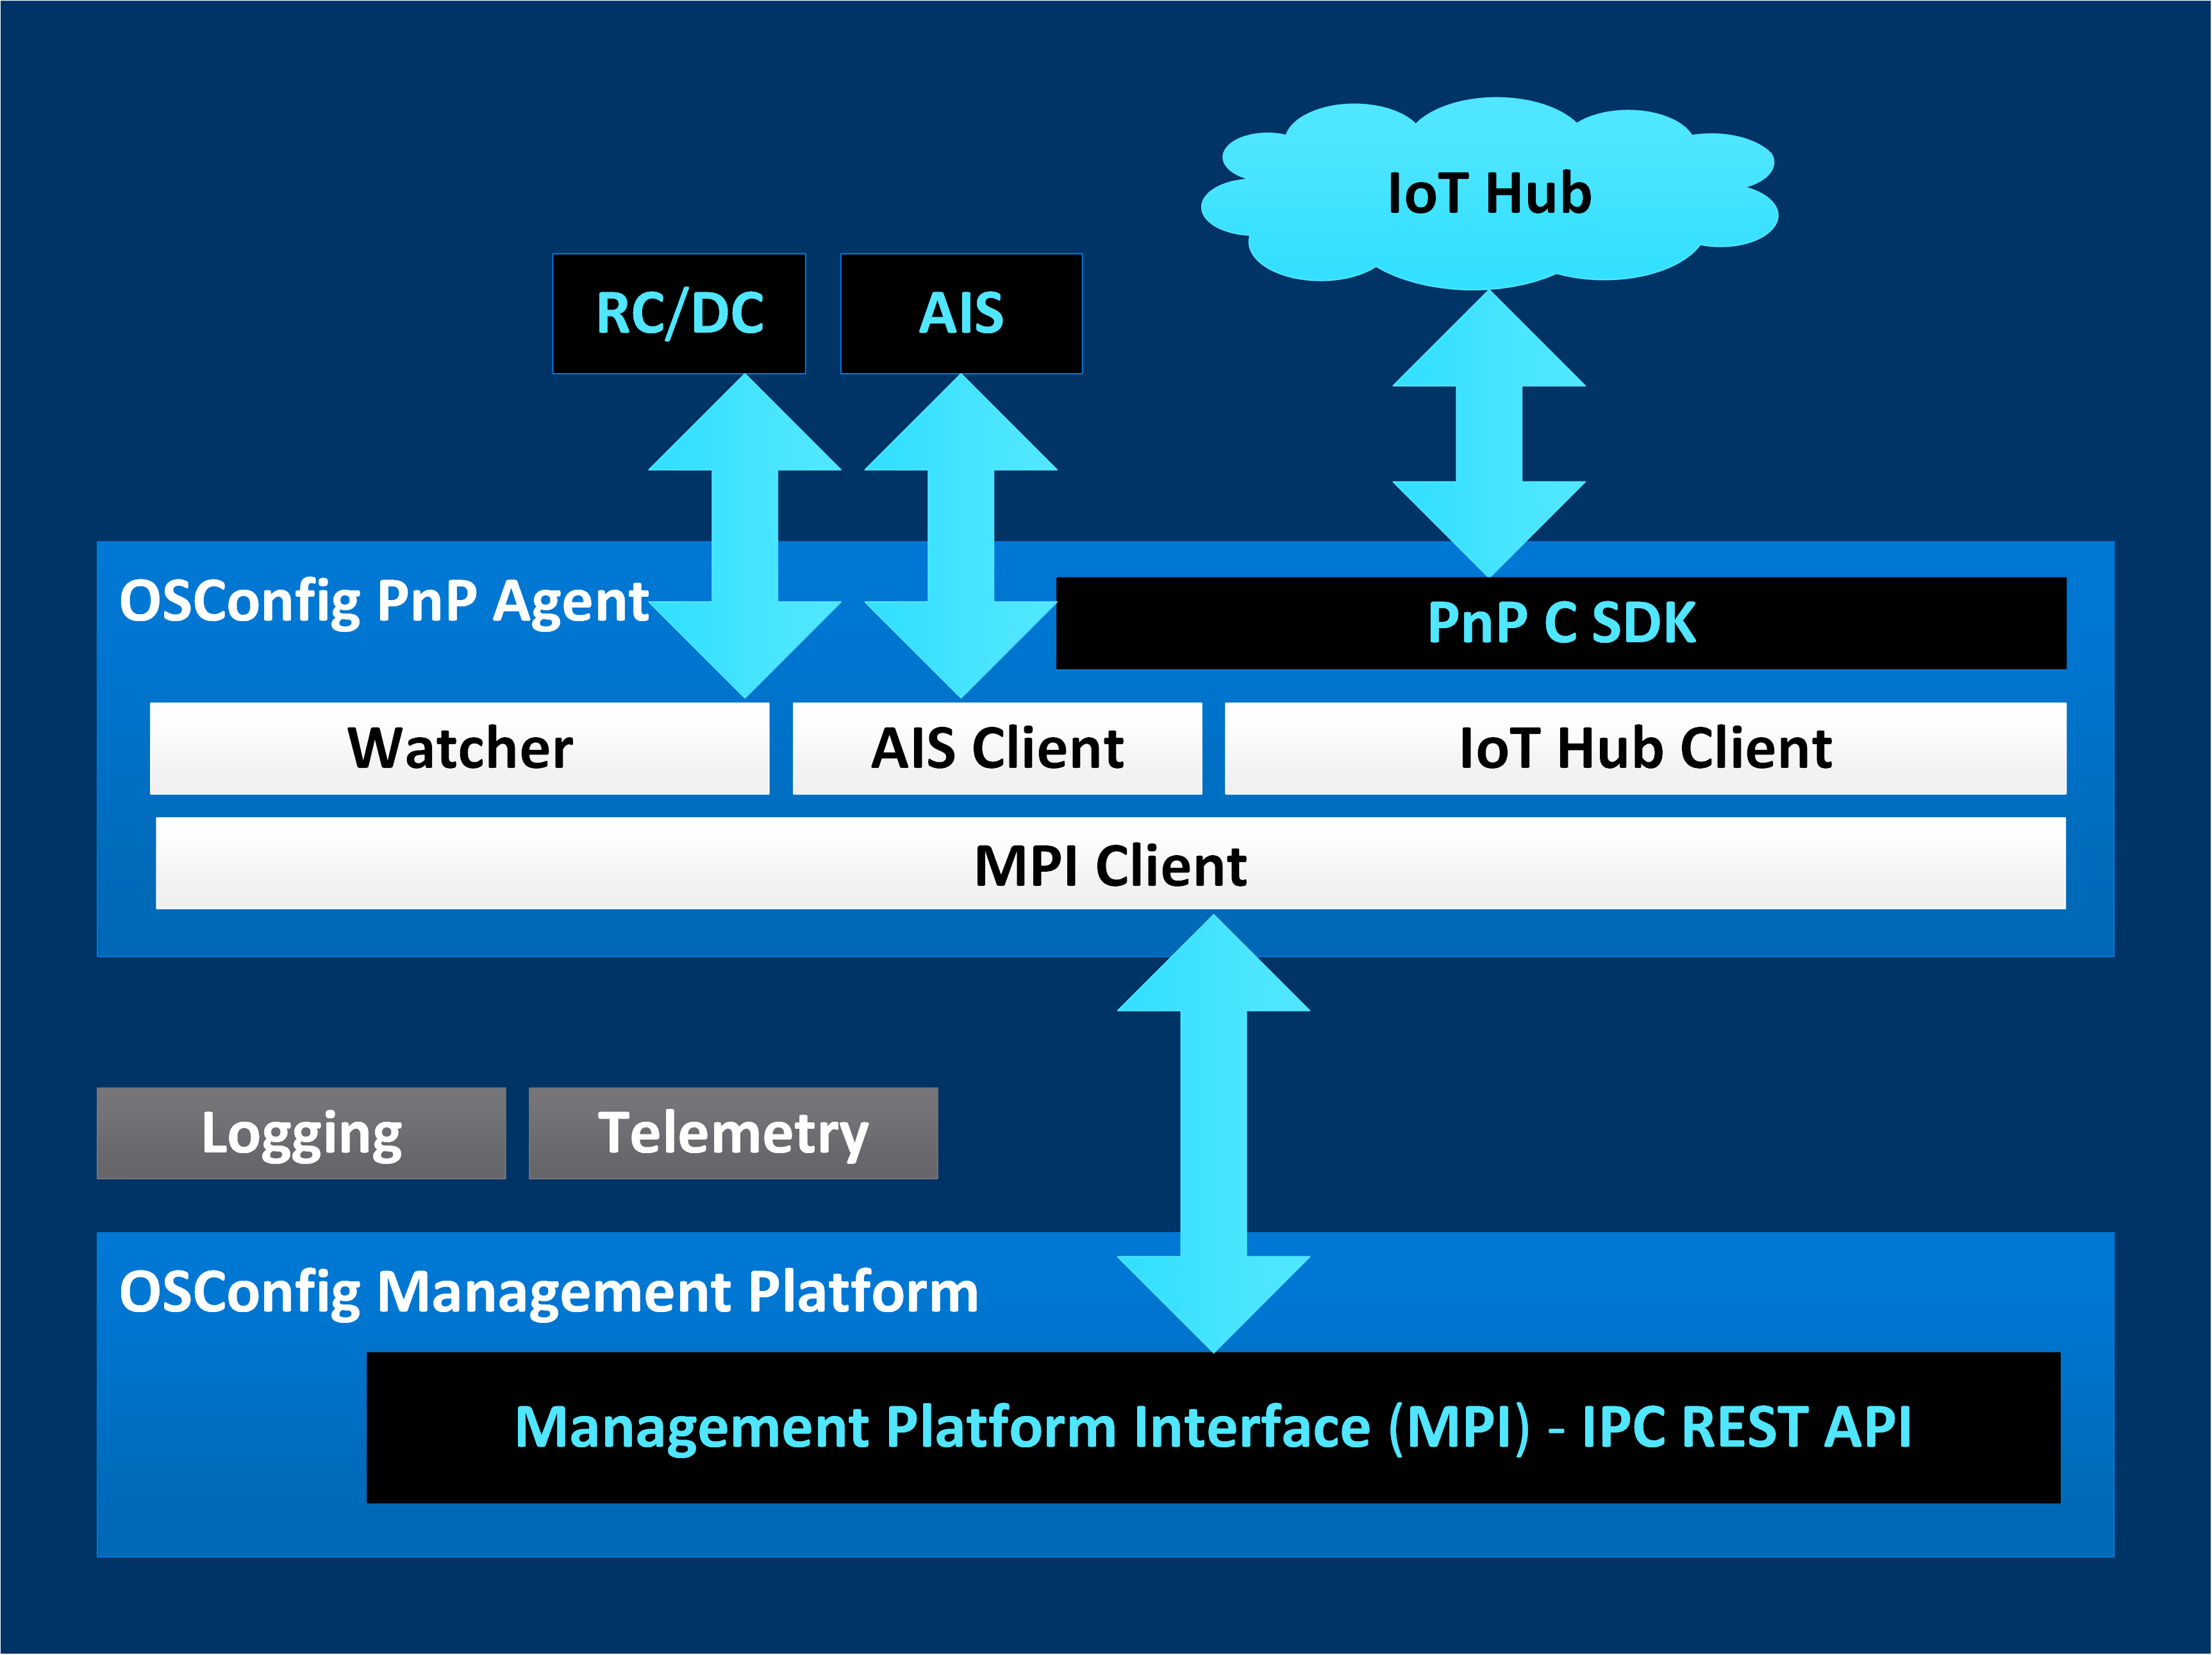 IoT Hub
RC/DC
AIS
OSConfig PnP Agent
PnP C SDK
Watcher
AIS Client
IoT Hub Client
MPI Client
Logging
Telemetry
OSConfig Management Platform
Management Platform Interface (MPI) - IPC REST API